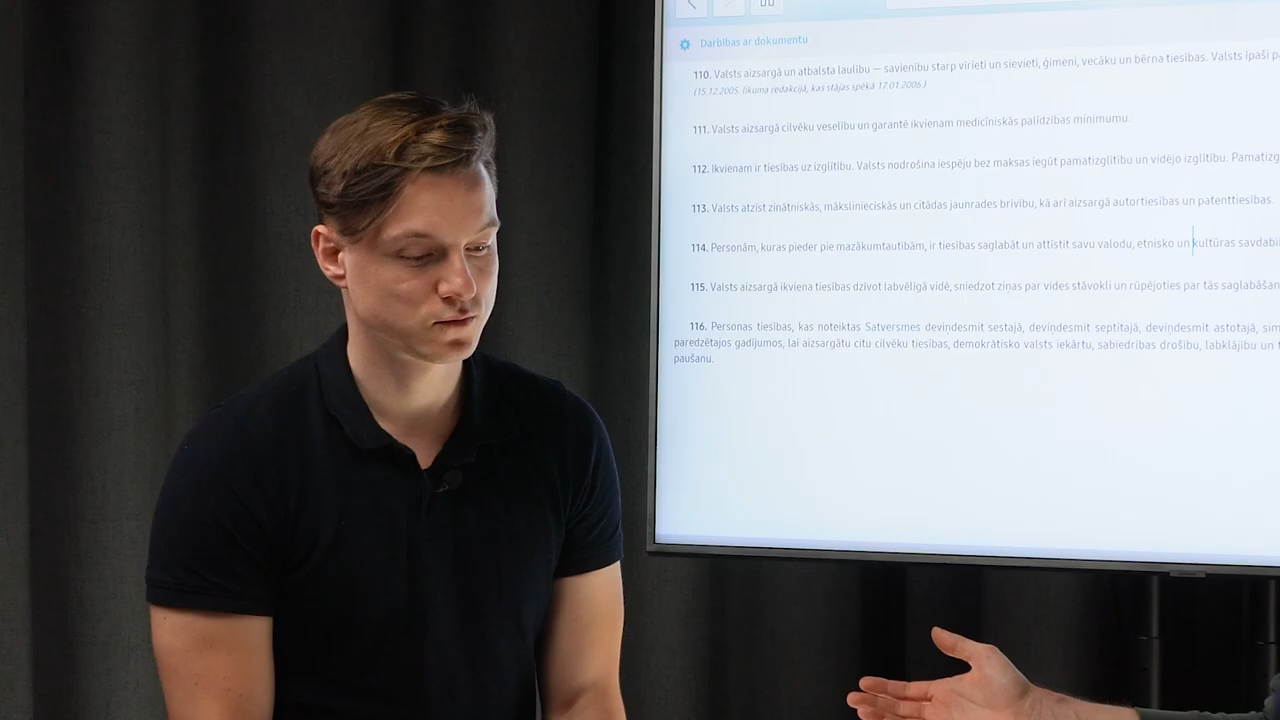 Darbības ar dokumentu
110. Valsts aizsargā un atbalsta laulību — savienību starp vīrieti un sievieti, ģimeni, vecāku un bērna tiesības. Valsts īpaši
(15.12.2005. likuma redakcijā, kas stājas spēkā 17.01.2006.)
111. Valsts aizsargā cilvēku veselību un garantē ikvienam medicīniskās palīdzības minimumu.
112. Ikvienam ir tiesības uz izglītību. Valsts nodrošina iespēju bez maksas iegūt pamatizglītību un vidējo izglītību.
113. Valsts atzīst zinātniskās, mākslinieciskās un citādas jaunrades brīvību, kā arī aizsargā autortiesības un patenttiesības.
114. Personām, kuras pieder pie mazākumtautībām, ir tiesības saglabāt un attīstīt savu valodu, etnisko un kultūras
115. Valsts aizsargā ikviena tiesības dzīvot labvēlīgā vidē, sniedzot ziņas par vides stāvokli un rūpējoties par tās
116. Personas tiesības, kas noteiktas Satversmes deviņdesmit sestajā, deviņdesmit septītajā, deviņdesmit astotajā,
paredzētajos gadījumos, lai aizsargātu citu cilvēku tiesības, demokrātisko valsts iekārtu, sabiedrības drošību, labklājību un
paušanu.